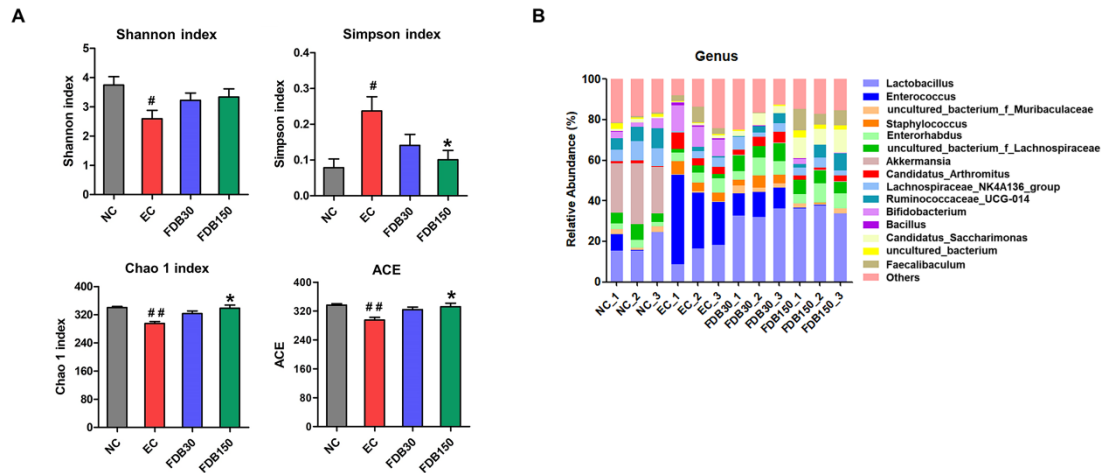 A
Shannon index
Shannon index
5
4
3
2
1
0
#
NC
EC
FDB30
FDB150
Simpson index
Simpson index
0.4
0.3
0.2
0.1
0.0
#
*
NC
EC
FDB30
FDB150
Chao 1 index
Chao 1 index
400
320
240
160
80
0
##
*
NC
EC
FDB30
FDB150
ACE
ACE
400
320
240
160
80
0
##
*
NC
EC
FDB30
FDB150
B
Genus
Relative Abundance (%)
100
80
60
40
20
0
NC_1
NC_2
NC_3
EC_1
EC_2
EC_3
FDB30_1
FDB30_2
FDB30_3
FDB150_1
FDB150_2
FDB150_3
Lactobacillus
Enterococcus
uncultured_bacterium_f_Muribaculaceae
Staphylococcus
Enterorhabdus
uncultured_bacterium_f_Lachnospiraceae
Akkermansia
Candidatus_Arthromitus
Lachnospiraceae_NK4A136_group
Ruminococcaceae_UCG-014
Bifidobacterium
Bacillus
Candidatus_Saccharimonas
uncultured_bacterium
Faecalibaculum
Others